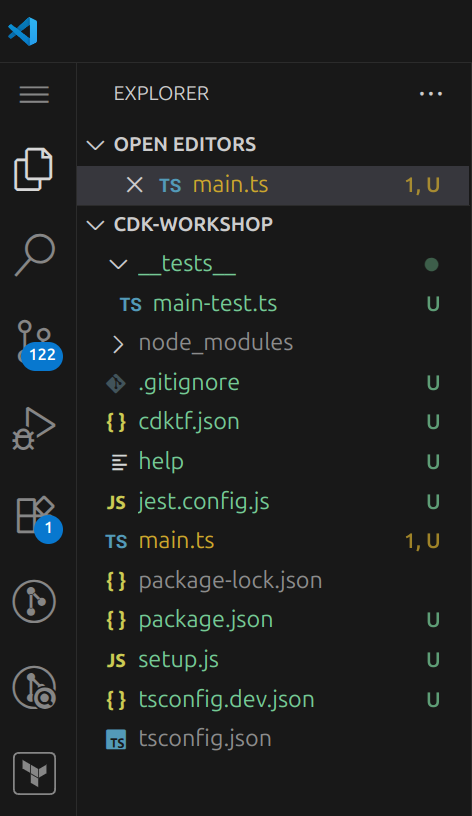 EXPLORER
OPEN EDITORS
TS main.ts 1, U
CDK-WORKSHOP
__tests__
TS main-test.ts U
node_modules
.gitignore U
{ } cdktf.json U
help U
JS jest.config.js U
TS main.ts 1, U
package-lock.json
{ } package.json U
JS setup.js U
{ } tsconfig.dev.json U
TS tsconfig.json
122
1